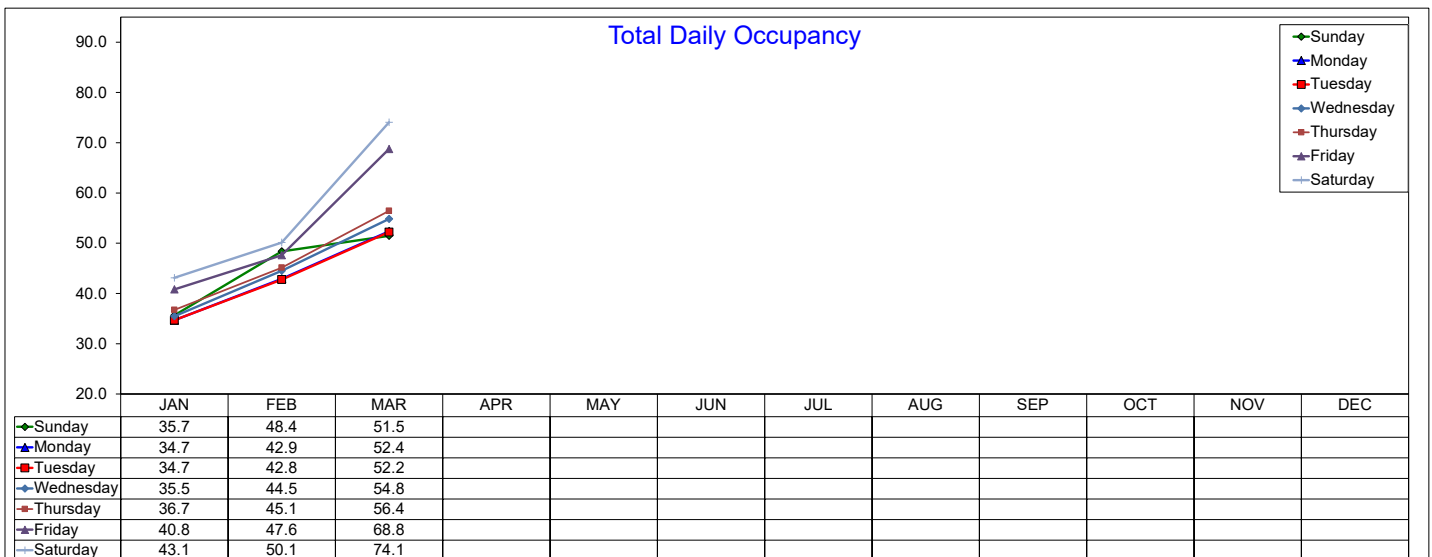 Total Daily Occupancy
90.0
80.0
70.0
60.0
50.0
40.0
30.0
20.0
Sunday
Monday
Tuesday
Wednesday
Thursday
Friday
Saturday
JAN FEB MAR APR MAY JUN JUL AUG SEP OCT NOV DEC
Sunday 35.7 48.4 51.5
Monday 34.7 42.9 52.4
Tuesday 34.7 42.8 52.2
Wednesday 35.5 44.5 54.8
Thursday 36.7 45.1 56.4
Friday 40.8 47.6 68.8
Saturday 43.1 50.1 74.1